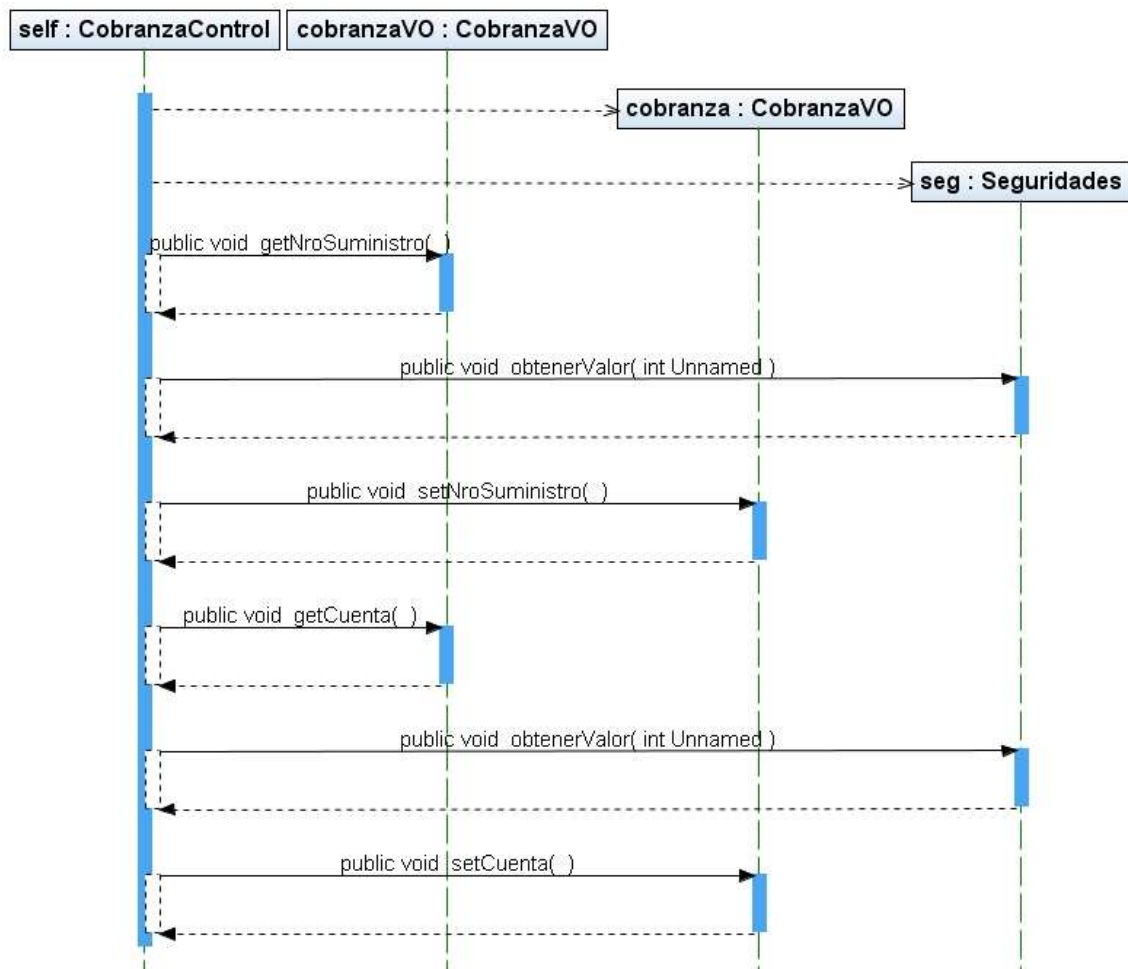 self : CobranzaControl
cobranzaVO : CobranzaVO
cobranza : CobranzaVO
seg : Seguridades
public void getNroSuministro( )
public void obtenerValor( int Unnamed )
public void setNroSuministro( )
public void getCuenta( )
public void obtenerValor( int Unnamed )
public void setCuenta( )